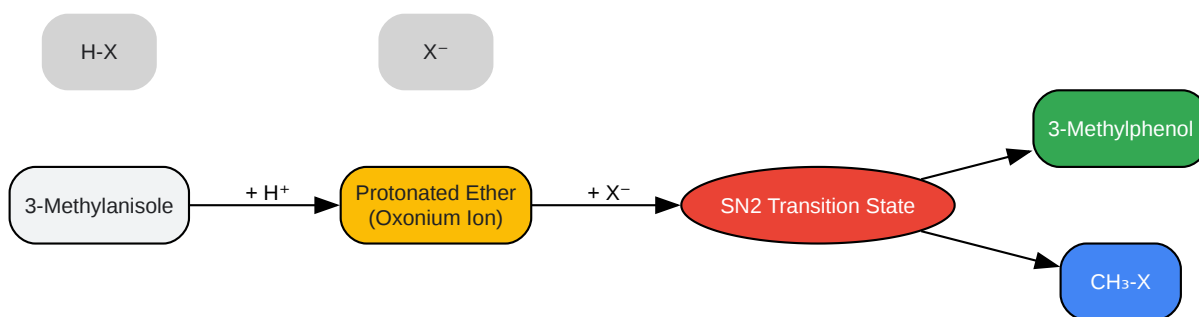 H-X
X⁻
3-Methylanisole
+ H⁺
Protonated Ether
(Oxonium Ion)
+ X⁻
SN2 Transition State
3-Methylphenol
CH₃-X